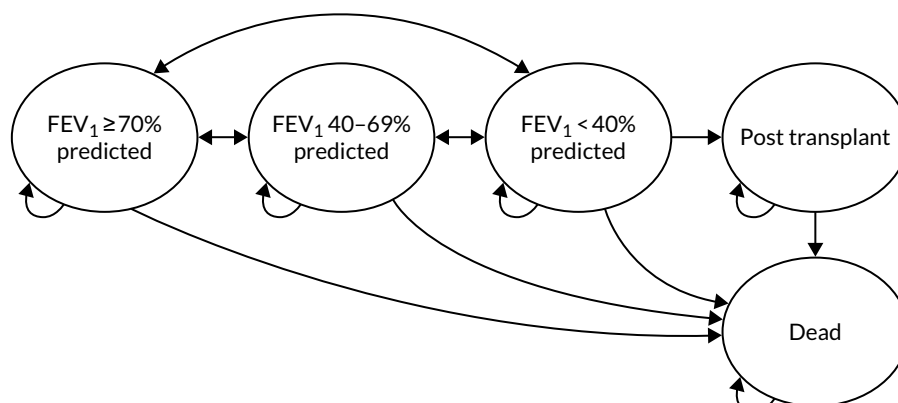 FEV₁ ≥70%
predicted
FEV₁ 40–69%
predicted
FEV₁ <40%
predicted
Post transplant
Dead